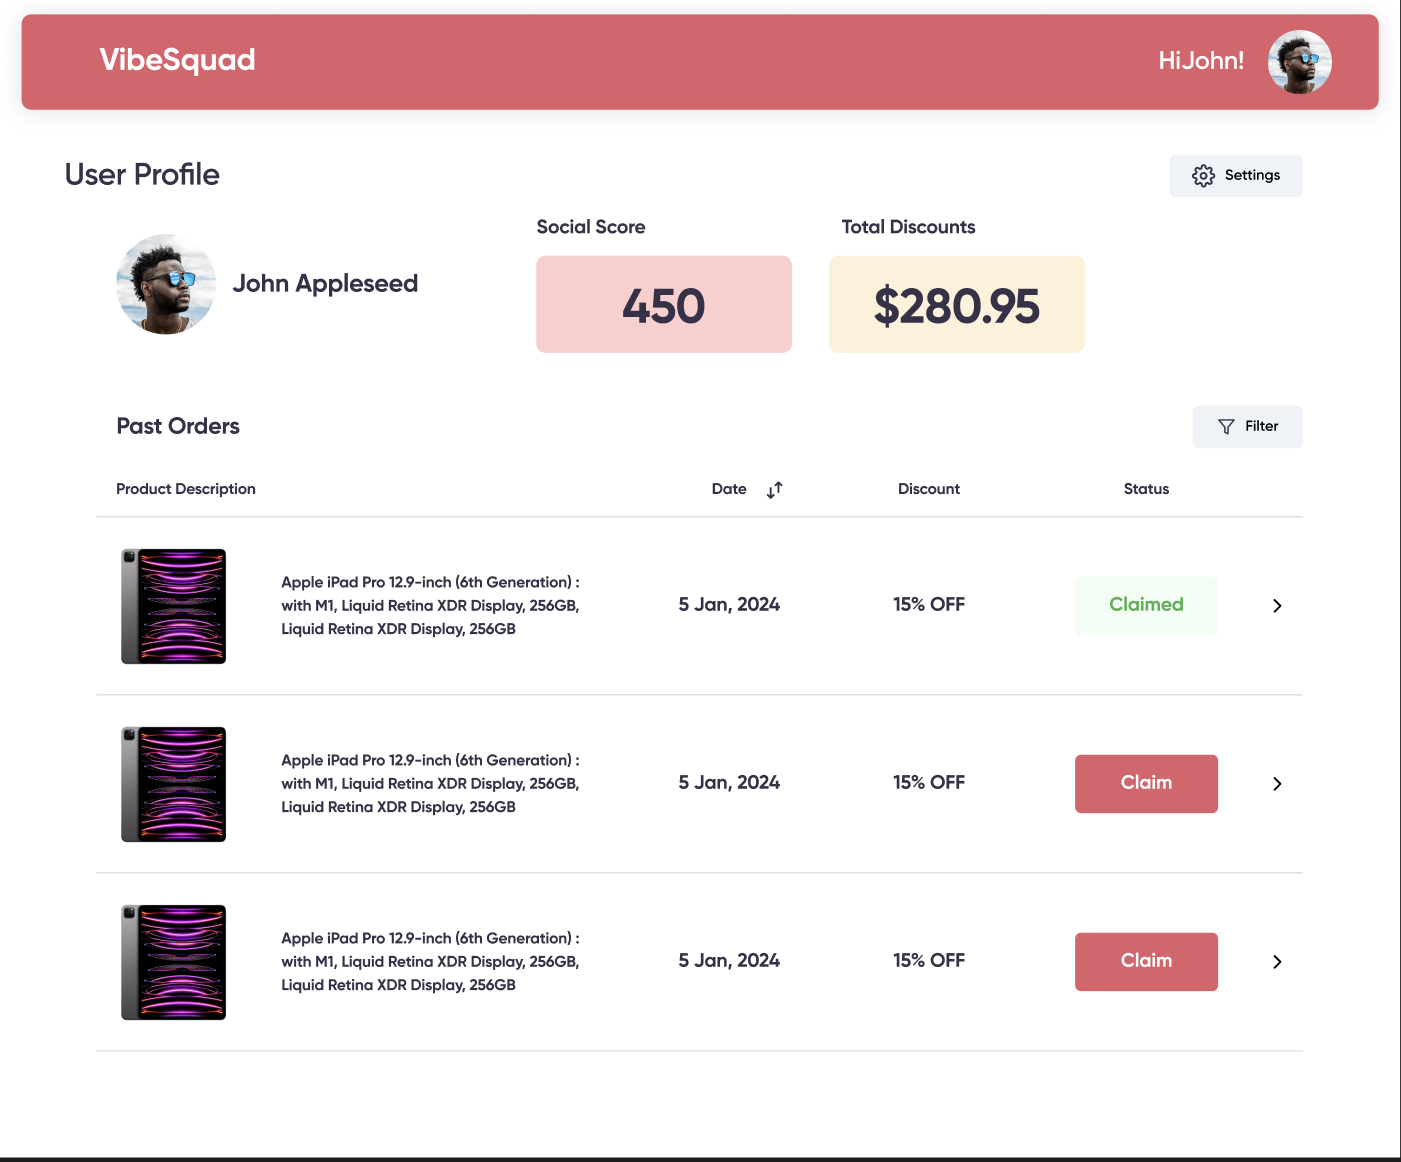 VibeSquad
HiJohn!
User Profile
Settings
Social Score
Total Discounts
John Appleseed
450
$280.95
Past Orders
Filter
Product Description
Date
Discount
Status
Apple iPad Pro 12.9-inch (6th Generation) :
with M1, Liquid Retina XDR Display, 256GB,
Liquid Retina XDR Display, 256GB
5 Jan, 2024
15% OFF
Claimed
Apple iPad Pro 12.9-inch (6th Generation) :
with M1, Liquid Retina XDR Display, 256GB,
Liquid Retina XDR Display, 256GB
5 Jan, 2024
15% OFF
Claim
Apple iPad Pro 12.9-inch (6th Generation) :
with M1, Liquid Retina XDR Display, 256GB,
Liquid Retina XDR Display, 256GB
5 Jan, 2024
15% OFF
Claim